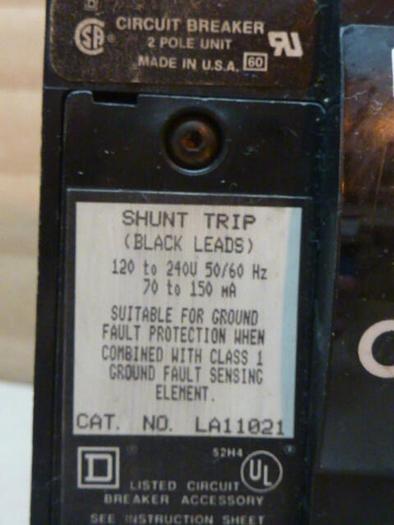 CIRCUIT BREAKER
2 POLE UNIT
MADE IN U.S.A. 60
SHUNT TRIP
(BLACK LEADS)
120 to 240V 50/60 Hz
70 to 150 mA
SUITABLE FOR GROUND
FAULT PROTECTION WHEN
COMBINED WITH CLASS 1
GROUND FAULT SENSING
ELEMENT.
CAT. NO. LA11021
52H4
D UL
LISTED CIRCUIT
BREAKER ACCESSORY
SEE INSTRUCTION SHEET